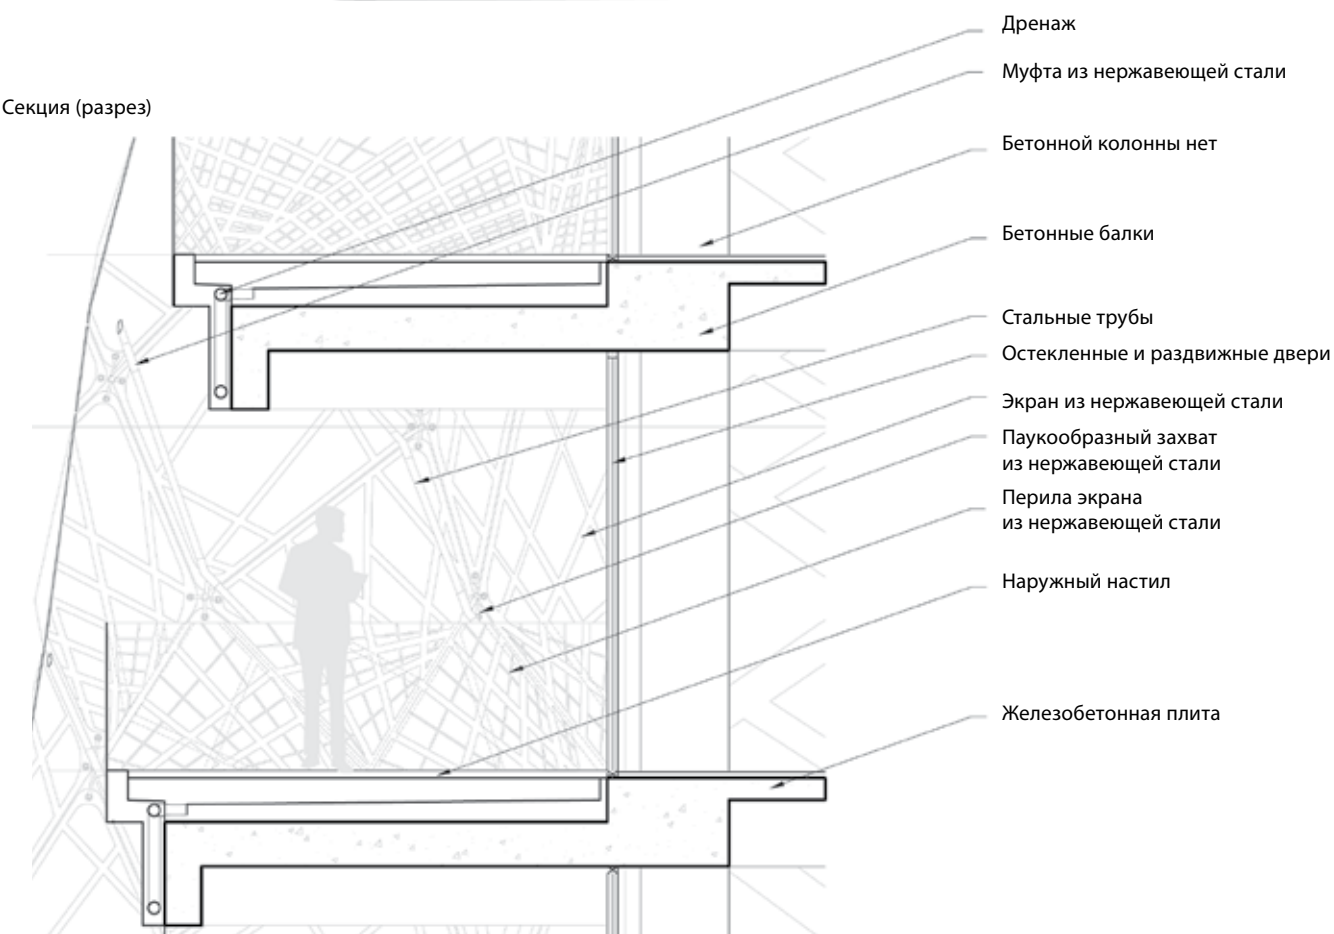 Дренаж
Муфта из нержавеющей стали
Секция (разрез)
Бетонной колонны нет
Бетонные балки
Стальные трубы
Остекленные и раздвижные двери
Экран из нержавеющей стали
Паукообразный захват
из нержавеющей стали
Перила экрана
из нержавеющей стали
Наружный настил
Железобетонная плита